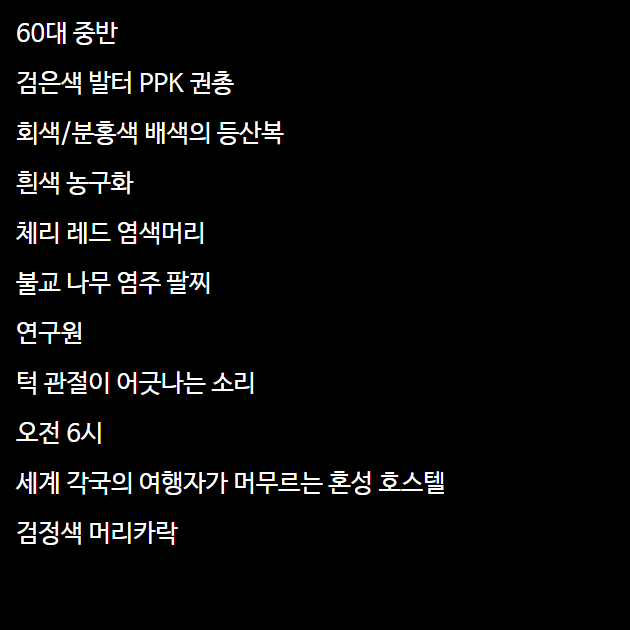 60대 중반
검은색 발터 PPK 권총
회색/분홍색 배색의 등산복
흰색 농구화
체리 레드 염색머리
불교 나무 염주 팔찌
연구원
턱 관절이 어긋나는 소리
오전 6시
세계 각국의 여행자가 머무르는 혼성 호스텔
검정색 머리카락